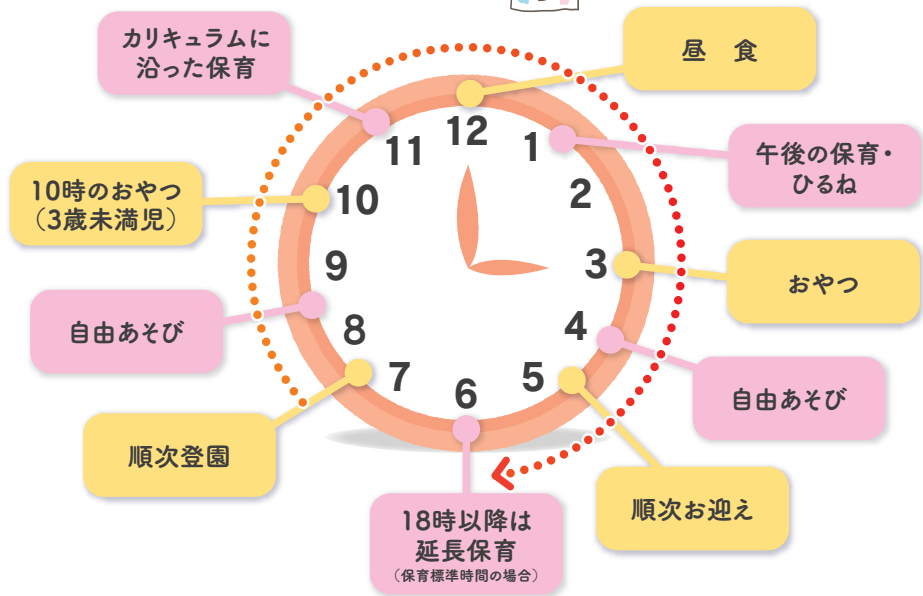 カリキュラムに
沿った保育
昼 食
12
11
1
午後の保育・
ひるね
10時のおやつ
(3歳未満児)
10
2
9
3
おやつ
自由あそび
8
4
7
5
6
自由あそび
順次登園
18時以降は
延長保育
(保育標準時間の場合)
順次お迎え